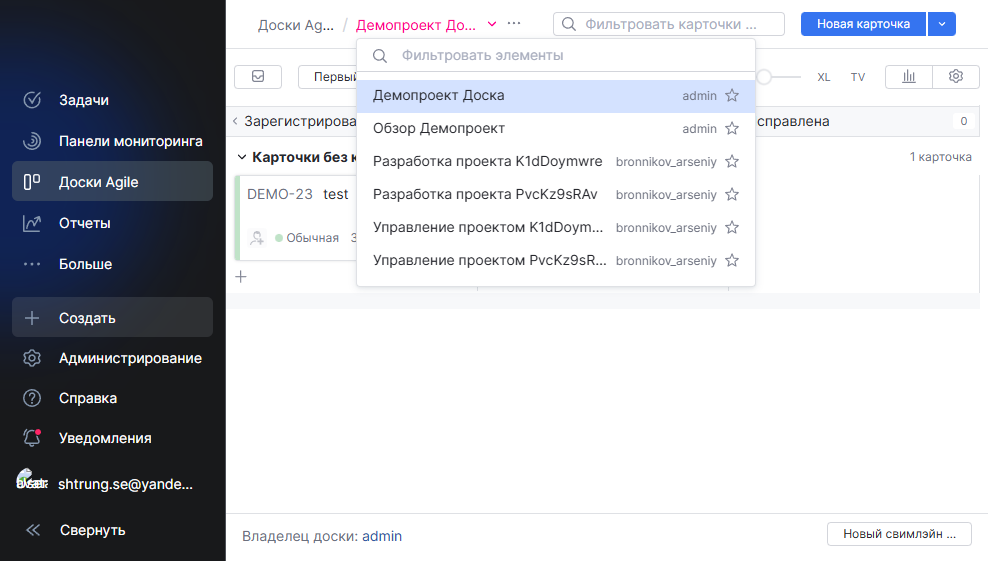 Задачи
Панели мониторинга
Доски Agile
Отчеты
Больше
Создать
Администрирование
Справка
Уведомления
shtrung.se@yande...
Свернуть
Доски Ag... / Демопроект До...
Фильтровать карточки ...
Новая карточка
Фильтровать элементы
Демопроект Доска admin
Обзор Демопроект admin
Разработка проекта K1dDoymwre bronnikov_arseniy
Разработка проекта PvcKz9sRAv bronnikov_arseniy
Управление проектом K1dDoym... bronnikov_arseniy
Управление проектом PvcKz9sR... bronnikov_arseniy
Первый
XL TV
Зарегистрирова
справлена 0
Карточки без к
1 карточка
DEMO-23 test
Обычная
Владелец доски: admin
Новый свимлэйн ...